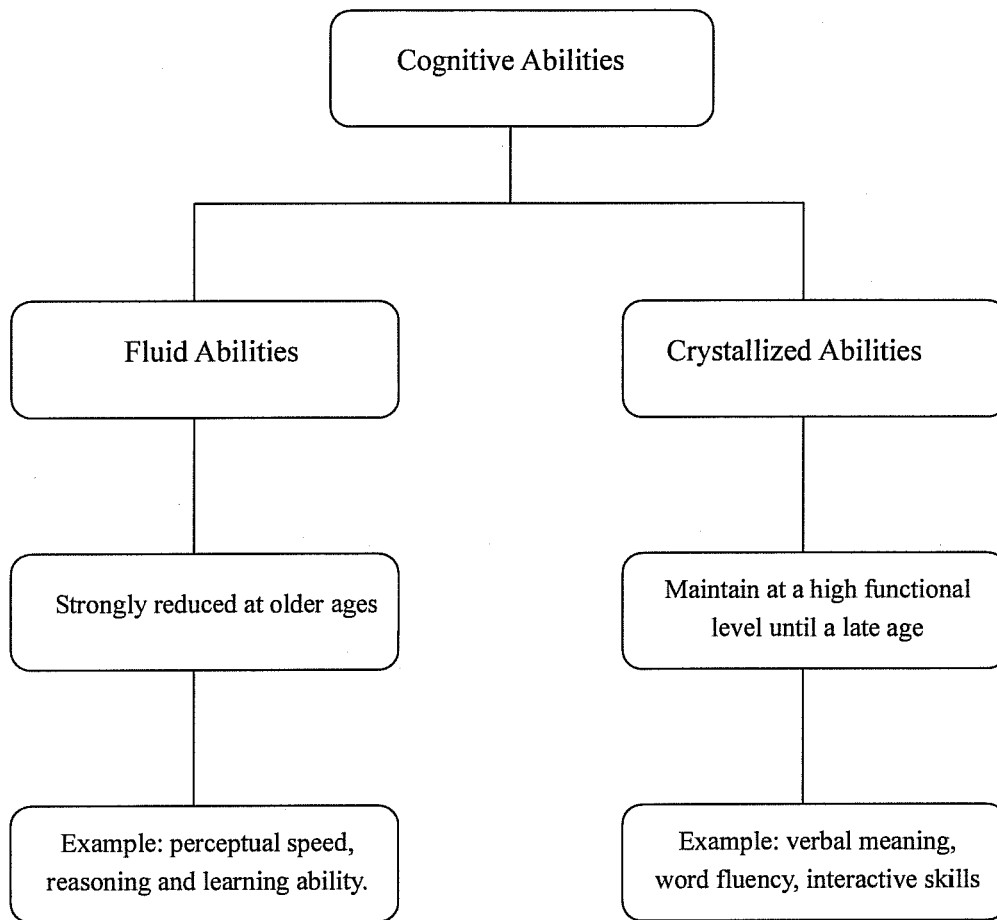 Cognitive Abilities
Fluid Abilities
Crystallized Abilities
Strongly reduced at older ages
Maintain at a high functional
level until a late age
Example: perceptual speed,
reasoning and learning ability.
Example: verbal meaning,
word fluency, interactive skills